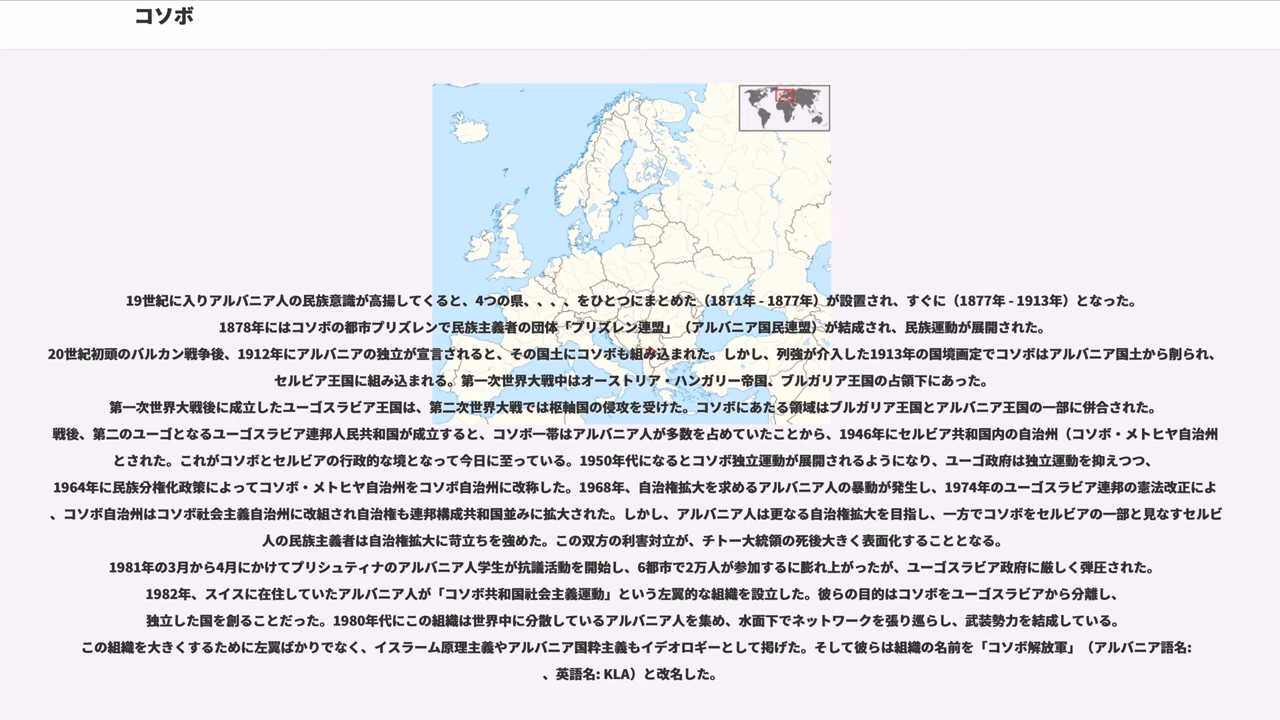 コソボ
19世紀に入りアルバニア人の民族意識が高揚してくると、4つの県、、、、をひとつにまとめた（1871年 - 1877年）が設置され、すぐに（1877年 - 1913年）となった。
1878年にはコソボの都市プリズレンで民族主義者の団体「プリズレン連盟」（アルバニア国民連盟）が結成され、民族運動が展開された。
20世紀初頭のバルカン戦争後、1912年にアルバニアの独立が宣言されると、その国土にコソボも組み込まれた。しかし、列強が介入した1913年の国境画定でコソボはアルバニア国土から削られ、
セルビア王国に組み込まれる。第一次世界大戦中はオーストリア・ハンガリー帝国、ブルガリア王国の占領下にあった。
第一次世界大戦後に成立したユーゴスラビア王国は、第二次世界大戦では枢軸国の侵攻を受けた。コソボにあたる領域はブルガリア王国とアルバニア王国の一部に併合された。
戦後、第二のユーゴとなるユーゴスラビア連邦人民共和国が成立すると、コソボ一帯はアルバニア人が多数を占めていたことから、1946年にセルビア共和国内の自治州（コソボ・メトヒヤ自治州
とされた。これがコソボとセルビアの行政的な境となって今日に至っている。1950年代になるとコソボ独立運動が展開されるようになり、ユーゴ政府は独立運動を抑えつつ、
1964年に民族分権化政策によってコソボ・メトヒヤ自治州をコソボ自治州に改称した。1968年、自治権拡大を求めるアルバニア人の暴動が発生し、1974年のユーゴスラビア連邦の憲法改正によ
、コソボ自治州はコソボ社会主義自治州に改組され自治権も連邦構成共和国並みに拡大された。しかし、アルバニア人は更なる自治権拡大を目指し、一方でコソボをセルビアの一部と見なすセルビ
人の民族主義者は自治権拡大に苛立ちを強めた。この双方の利害対立が、チトー大統領の死後大きく表面化することとなる。
1981年の3月から4月にかけてプリシュティナのアルバニア人学生が抗議活動を開始し、6都市で2万人が参加するに膨れ上がったが、ユーゴスラビア政府に厳しく弾圧された。
1982年、スイスに在住していたアルバニア人が「コソボ共和国社会主義運動」という左翼的な組織を設立した。彼らの目的はコソボをユーゴスラビアから分離し、
独立した国を創ることだった。1980年代にこの組織は世界中に分散しているアルバニア人を集め、水面下でネットワークを張り巡らし、武装勢力を結成している。
この組織を大きくするために左翼ばかりでなく、イスラーム原理主義やアルバニア国粋主義もイデオロギーとして掲げた。そして彼らは組織の名前を「コソボ解放軍」（アルバニア語名:
、英語名: KLA）と改名した。